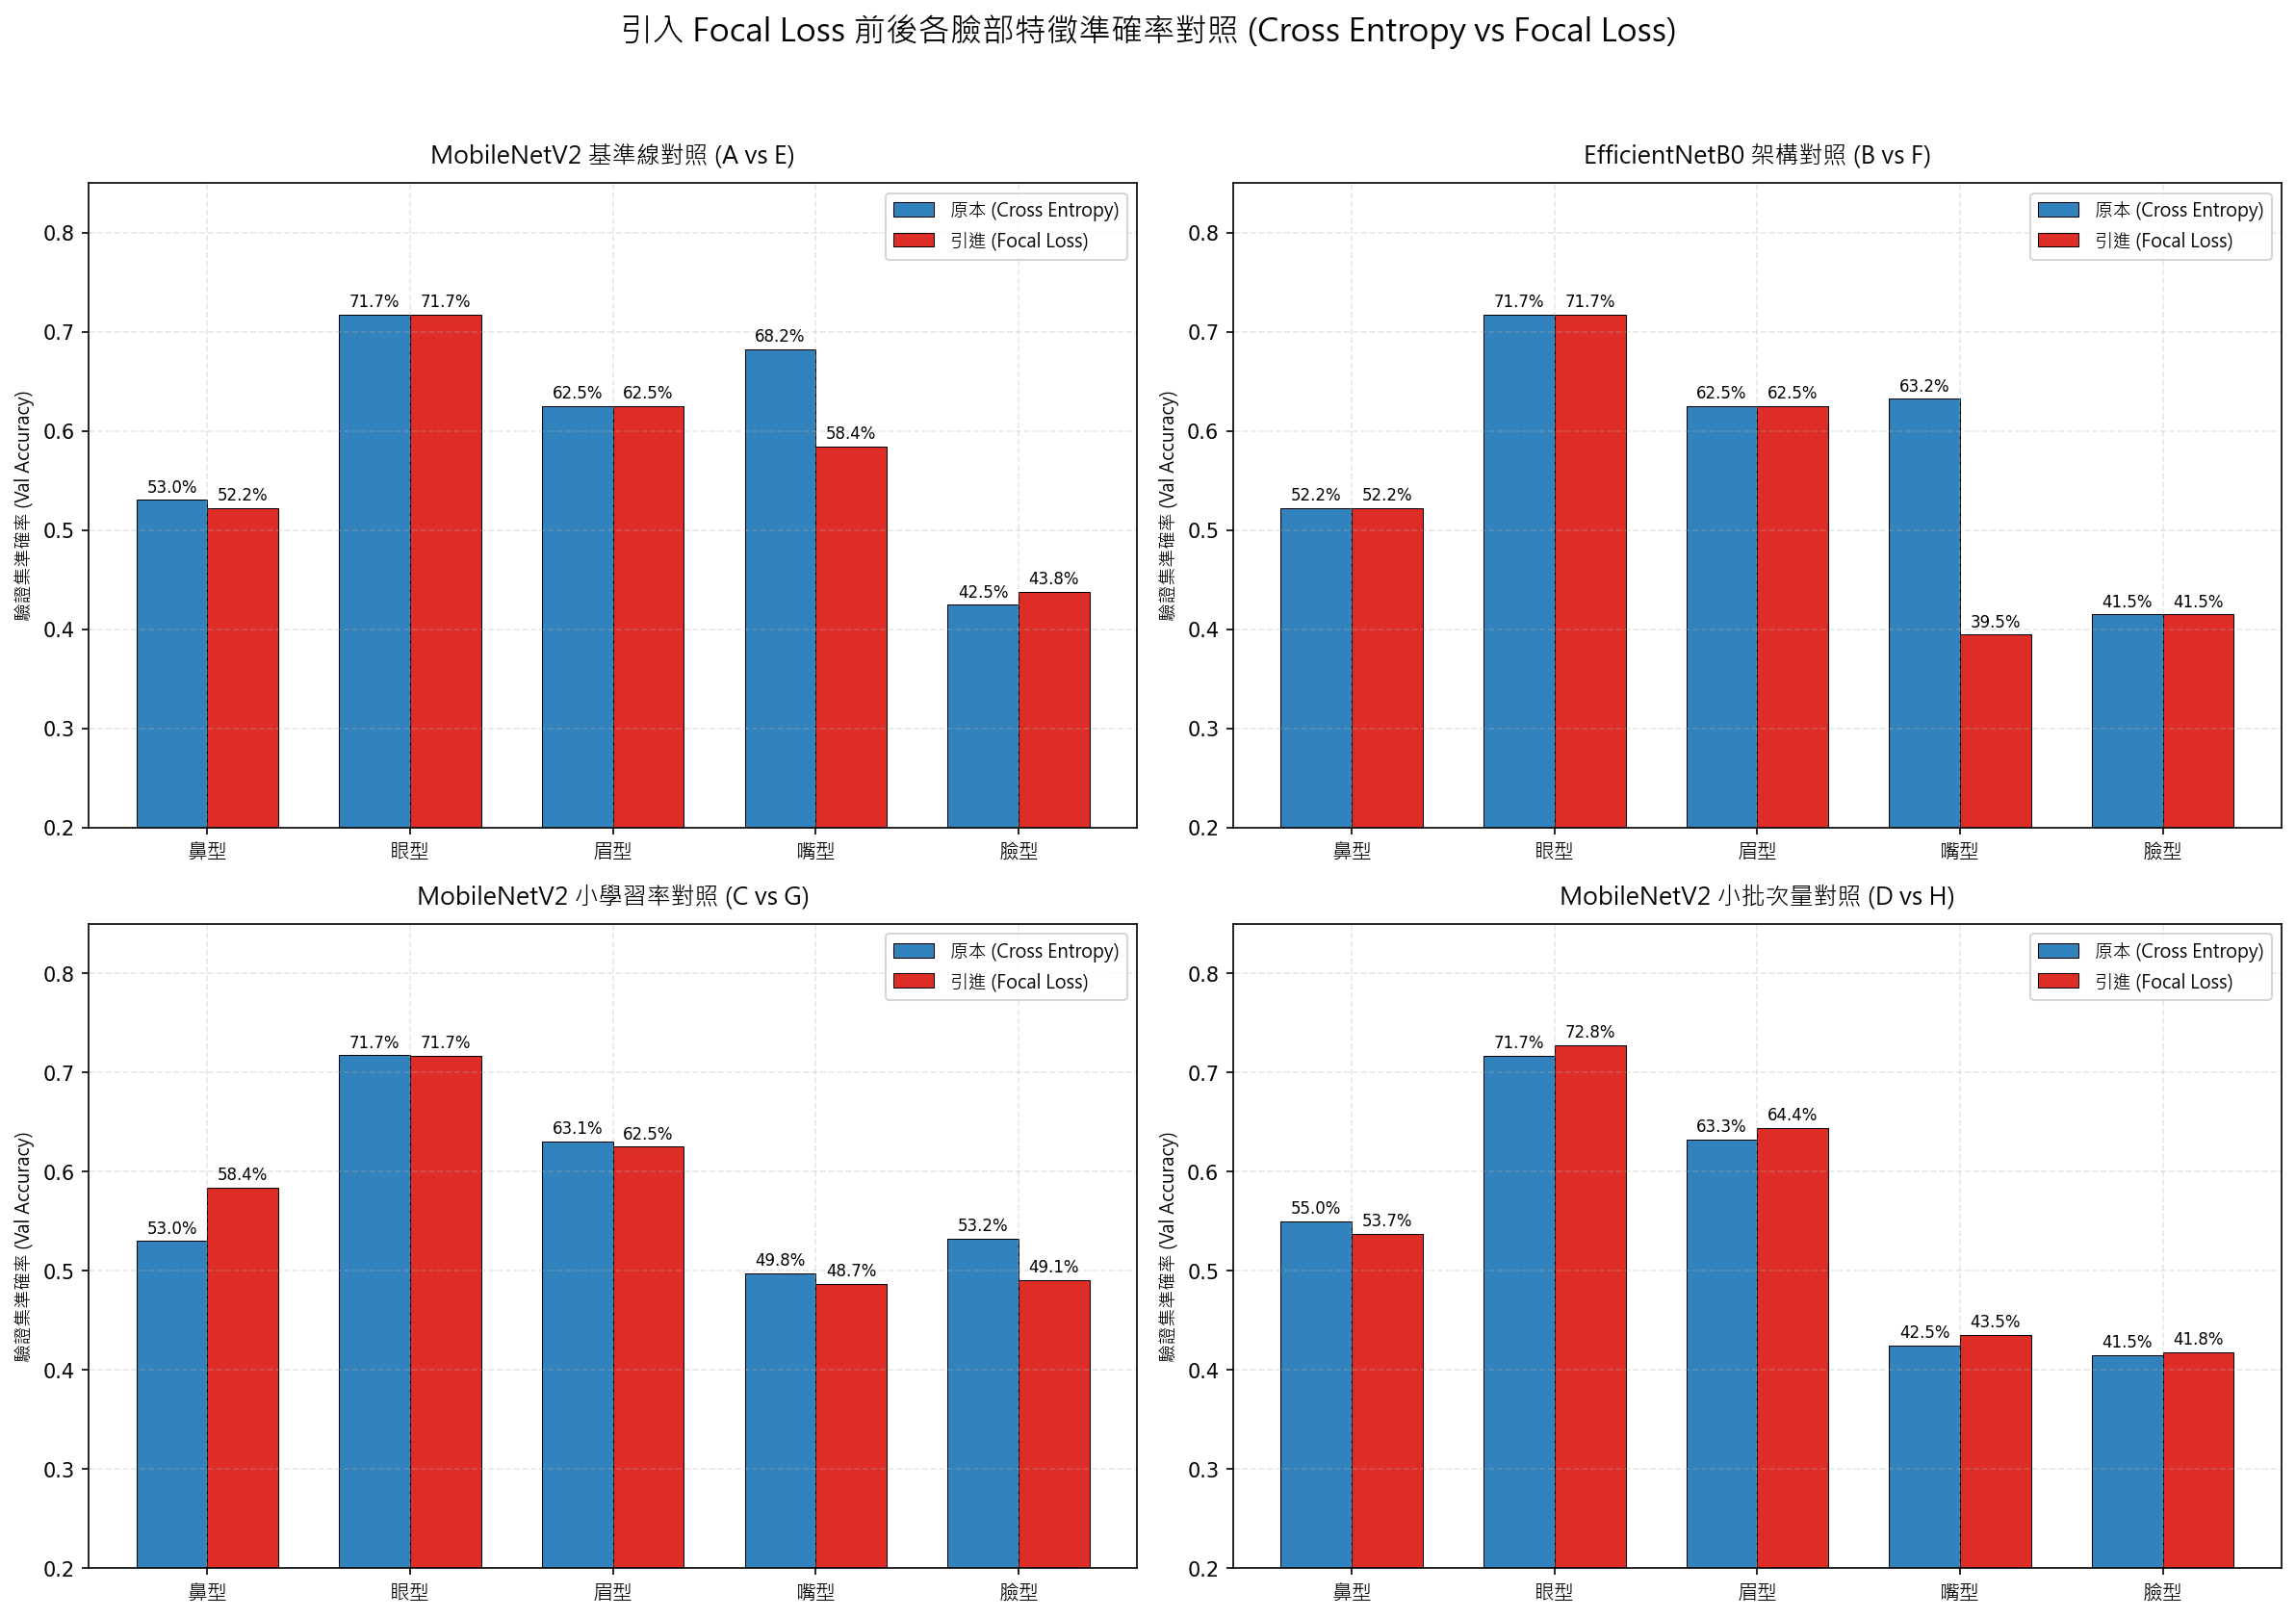 引入 Focal Loss 前後各臉部特徵準確率對照 (Cross Entropy vs Focal Loss)
MobileNetV2 基準線對照 (A vs E)
驗證集準確率 (Val Accuracy)
0.8
0.7
0.6
0.5
0.4
0.3
0.2
原本 (Cross Entropy)
引進 (Focal Loss)
53.0% 52.2% 71.7% 71.7% 62.5% 62.5% 68.2% 58.4% 42.5% 43.8%
鼻型 眼型 眉型 嘴型 臉型
EfficientNetB0 架構對照 (B vs F)
驗證集準確率 (Val Accuracy)
0.8
0.7
0.6
0.5
0.4
0.3
0.2
原本 (Cross Entropy)
引進 (Focal Loss)
52.2% 52.2% 71.7% 71.7% 62.5% 62.5% 63.2% 39.5% 41.5% 41.5%
鼻型 眼型 眉型 嘴型 臉型
MobileNetV2 小學習率對照 (C vs G)
驗證集準確率 (Val Accuracy)
0.8
0.7
0.6
0.5
0.4
0.3
0.2
原本 (Cross Entropy)
引進 (Focal Loss)
53.0% 58.4% 71.7% 71.7% 63.1% 62.5% 49.8% 48.7% 53.2% 49.1%
鼻型 眼型 眉型 嘴型 臉型
MobileNetV2 小批次量對照 (D vs H)
驗證集準確率 (Val Accuracy)
0.8
0.7
0.6
0.5
0.4
0.3
0.2
原本 (Cross Entropy)
引進 (Focal Loss)
55.0% 53.7% 71.7% 72.8% 63.3% 64.4% 42.5% 43.5% 41.5% 41.8%
鼻型 眼型 眉型 嘴型 臉型